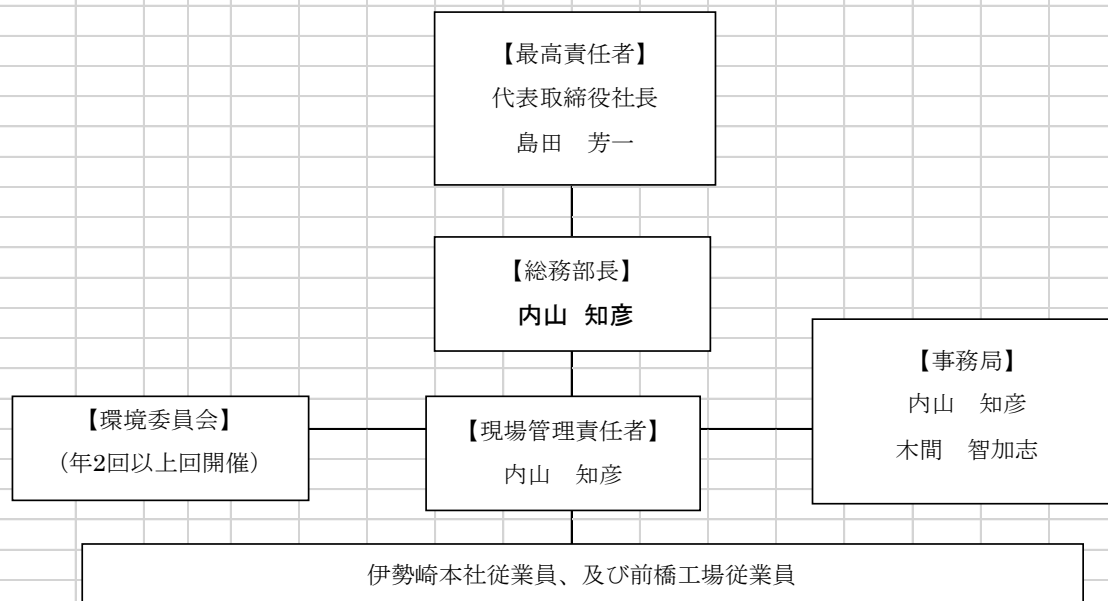 【最高責任者】
代表取締役社長
島田　芳一
【総務部長】
内山　知彦
【環境委員会】
（年2回以上回開催）
【現場管理責任者】
内山　知彦
【事務局】
内山　知彦
木間　智加志
伊勢崎本社従業員、及び前橋工場従業員